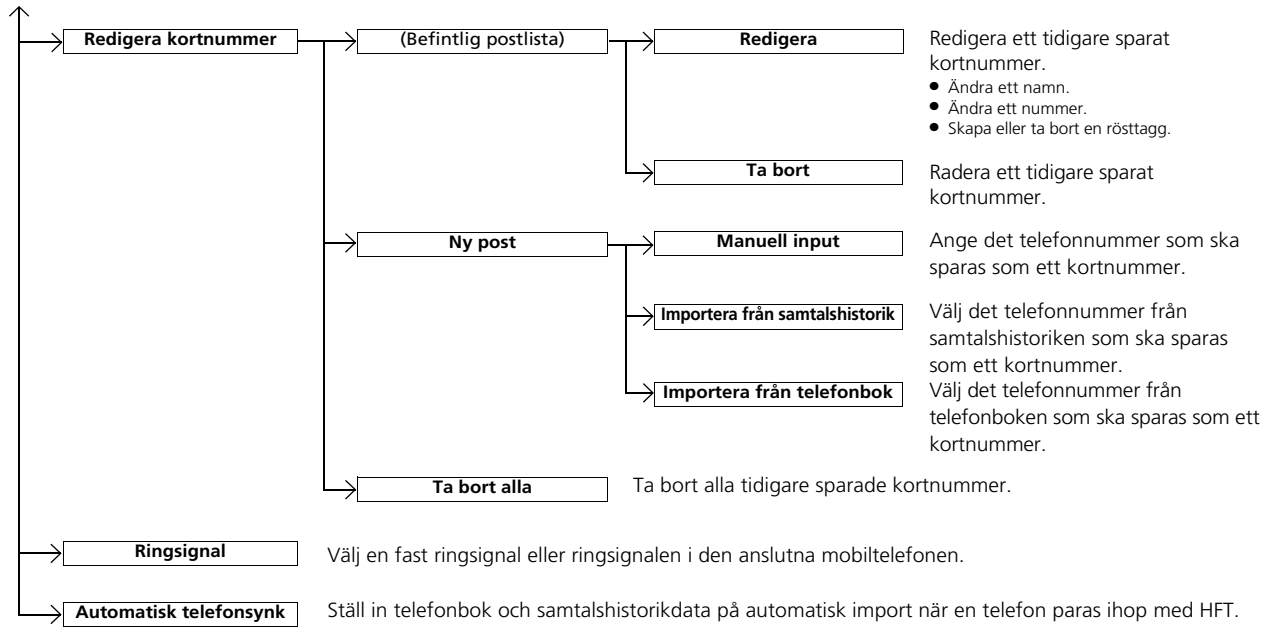 Redigera kortnummer
(Befintlig postlista)
Redigera
Redigera ett tidigare sparat
kortnummer.
● Ändra ett namn.
● Ändra ett nummer.
● Skapa eller ta bort en rösttagg.
Ta bort
Radera ett tidigare sparat
kortnummer.
Ny post
Manuell input
Ange det telefonnummer som ska
sparas som ett kortnummer.
Importera från samtalshistorik
Välj det telefonnummer från
samtalshistoriken som ska sparas
som ett kortnummer.
Importera från telefonbok
Välj det telefonnummer från
telefonboken som ska sparas som ett
kortnummer.
Ta bort alla
Ta bort alla tidigare sparade kortnummer.
Ringsignal
Välj en fast ringsignal eller ringsignalen i den anslutna mobiltelefonen.
Automatisk telefonsynk
Ställ in telefonbok och samtalshistorikdata på automatisk import när en telefon paras ihop med HFT.